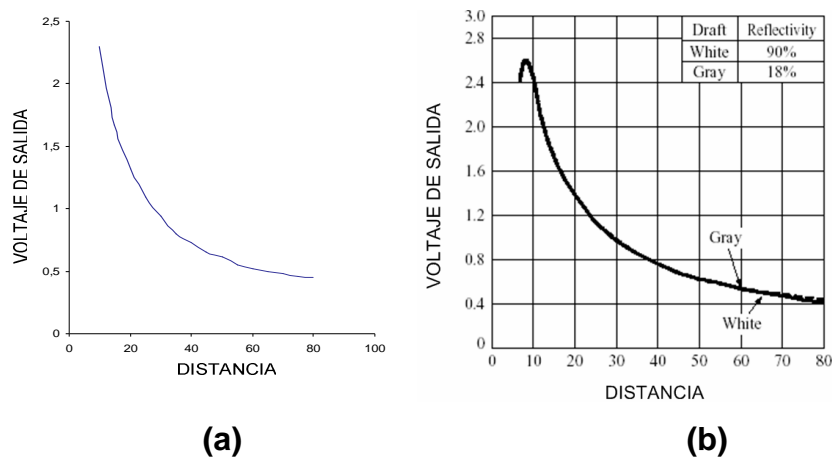 VOLTAJE DE SALIDA
2,5
2
1,5
1
0,5
0
0 20 40 60 80 100
DISTANCIA
(a)
VOLTAJE DE SALIDA
3.0
2.8
2.4
2.0
1.6
1.2
0.8
0.4
0
Draft Reflectivity
White 90%
Gray 18%
Gray
White
0 10 20 30 40 50 60 70 80
DISTANCIA
(b)